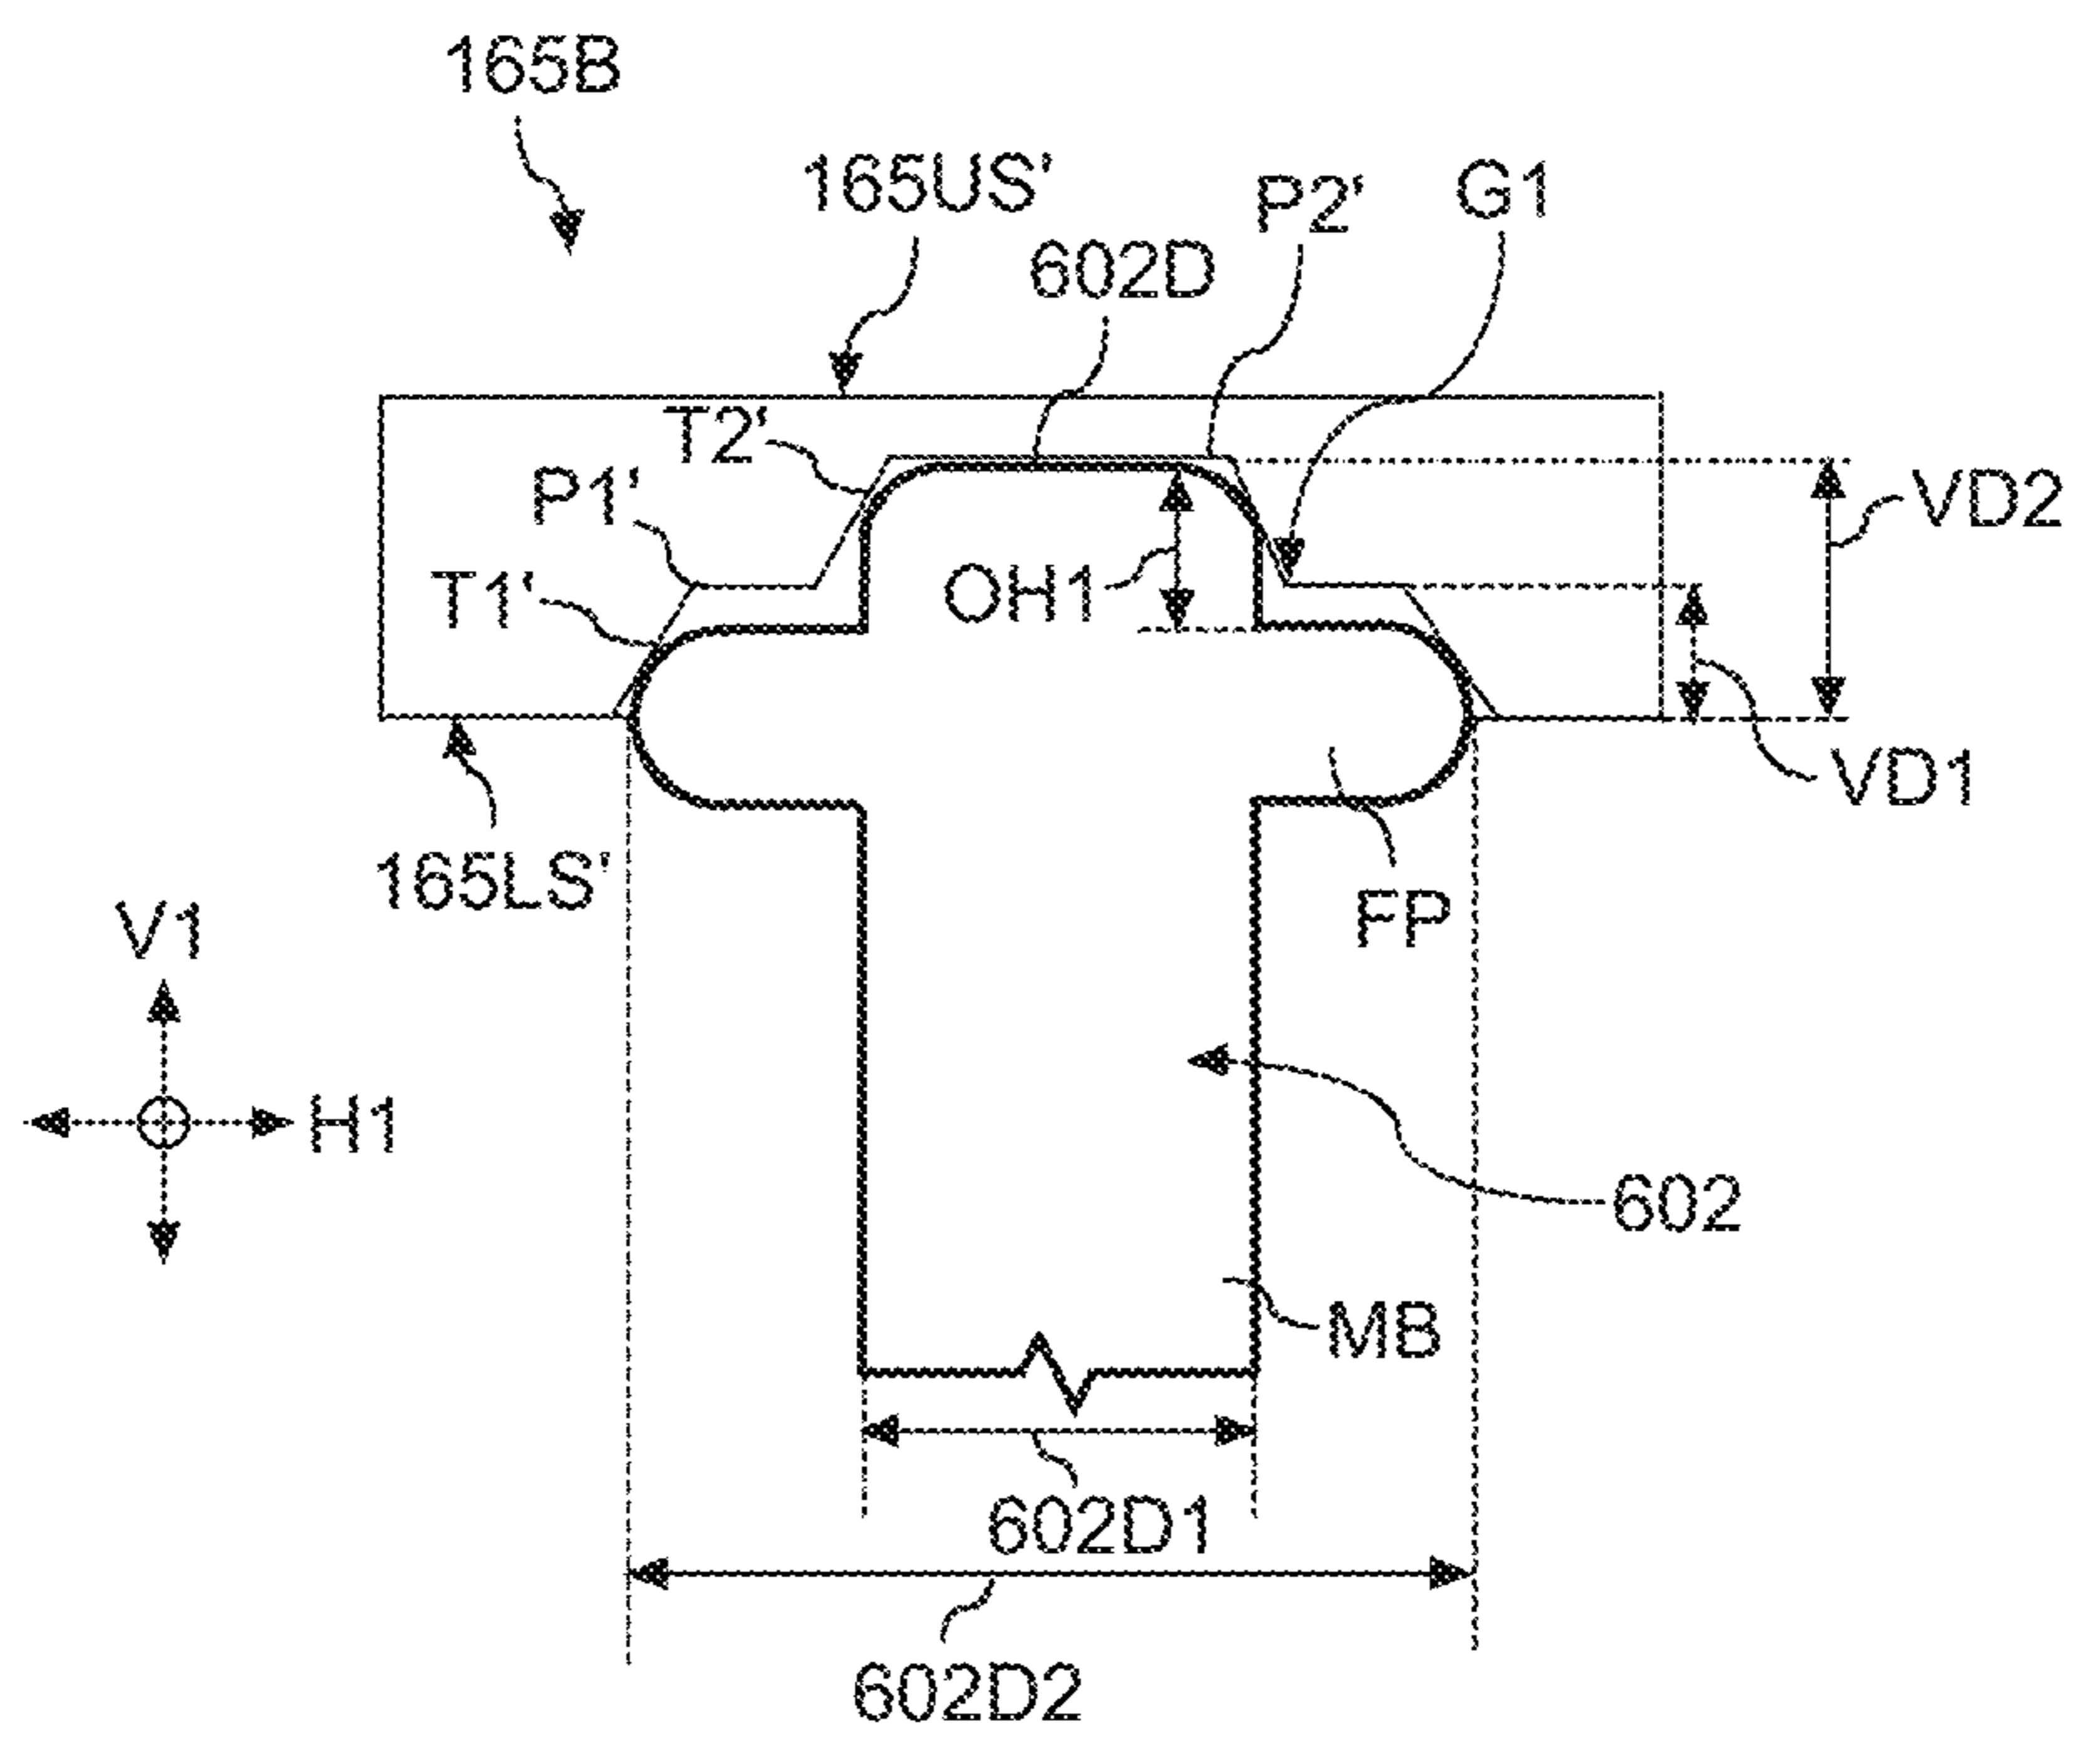 165B
165US'
P2'
G1
602D
T2'
P1'
VD2
T1'
OH1
VD1
165LS'
FP
V1
H1
602
MB
602D1
602D2